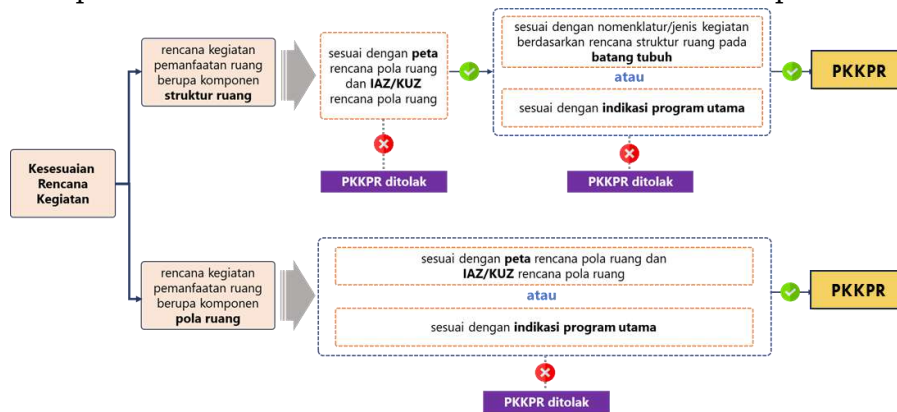 rencana kegiatan
pemanfaatan ruang
berupa komponen
struktur ruang
sesuai dengan peta
rencana pola ruang
dan IAZ/KUZ
rencana pola ruang
sesuai dengan nomenklatur/jenis kegiatan
berdasarkan rencana struktur ruang pada
batang tubuh
atau
sesuai dengan indikasi program utama
PKKPR
PKKPR ditolak
PKKPR ditolak
Kesesuaian
Rencana
Kegiatan
rencana kegiatan
pemanfaatan ruang
berupa komponen
pola ruang
sesuai dengan peta rencana pola ruang dan
IAZ/KUZ rencana pola ruang
atau
sesuai dengan indikasi program utama
PKKPR
PKKPR ditolak